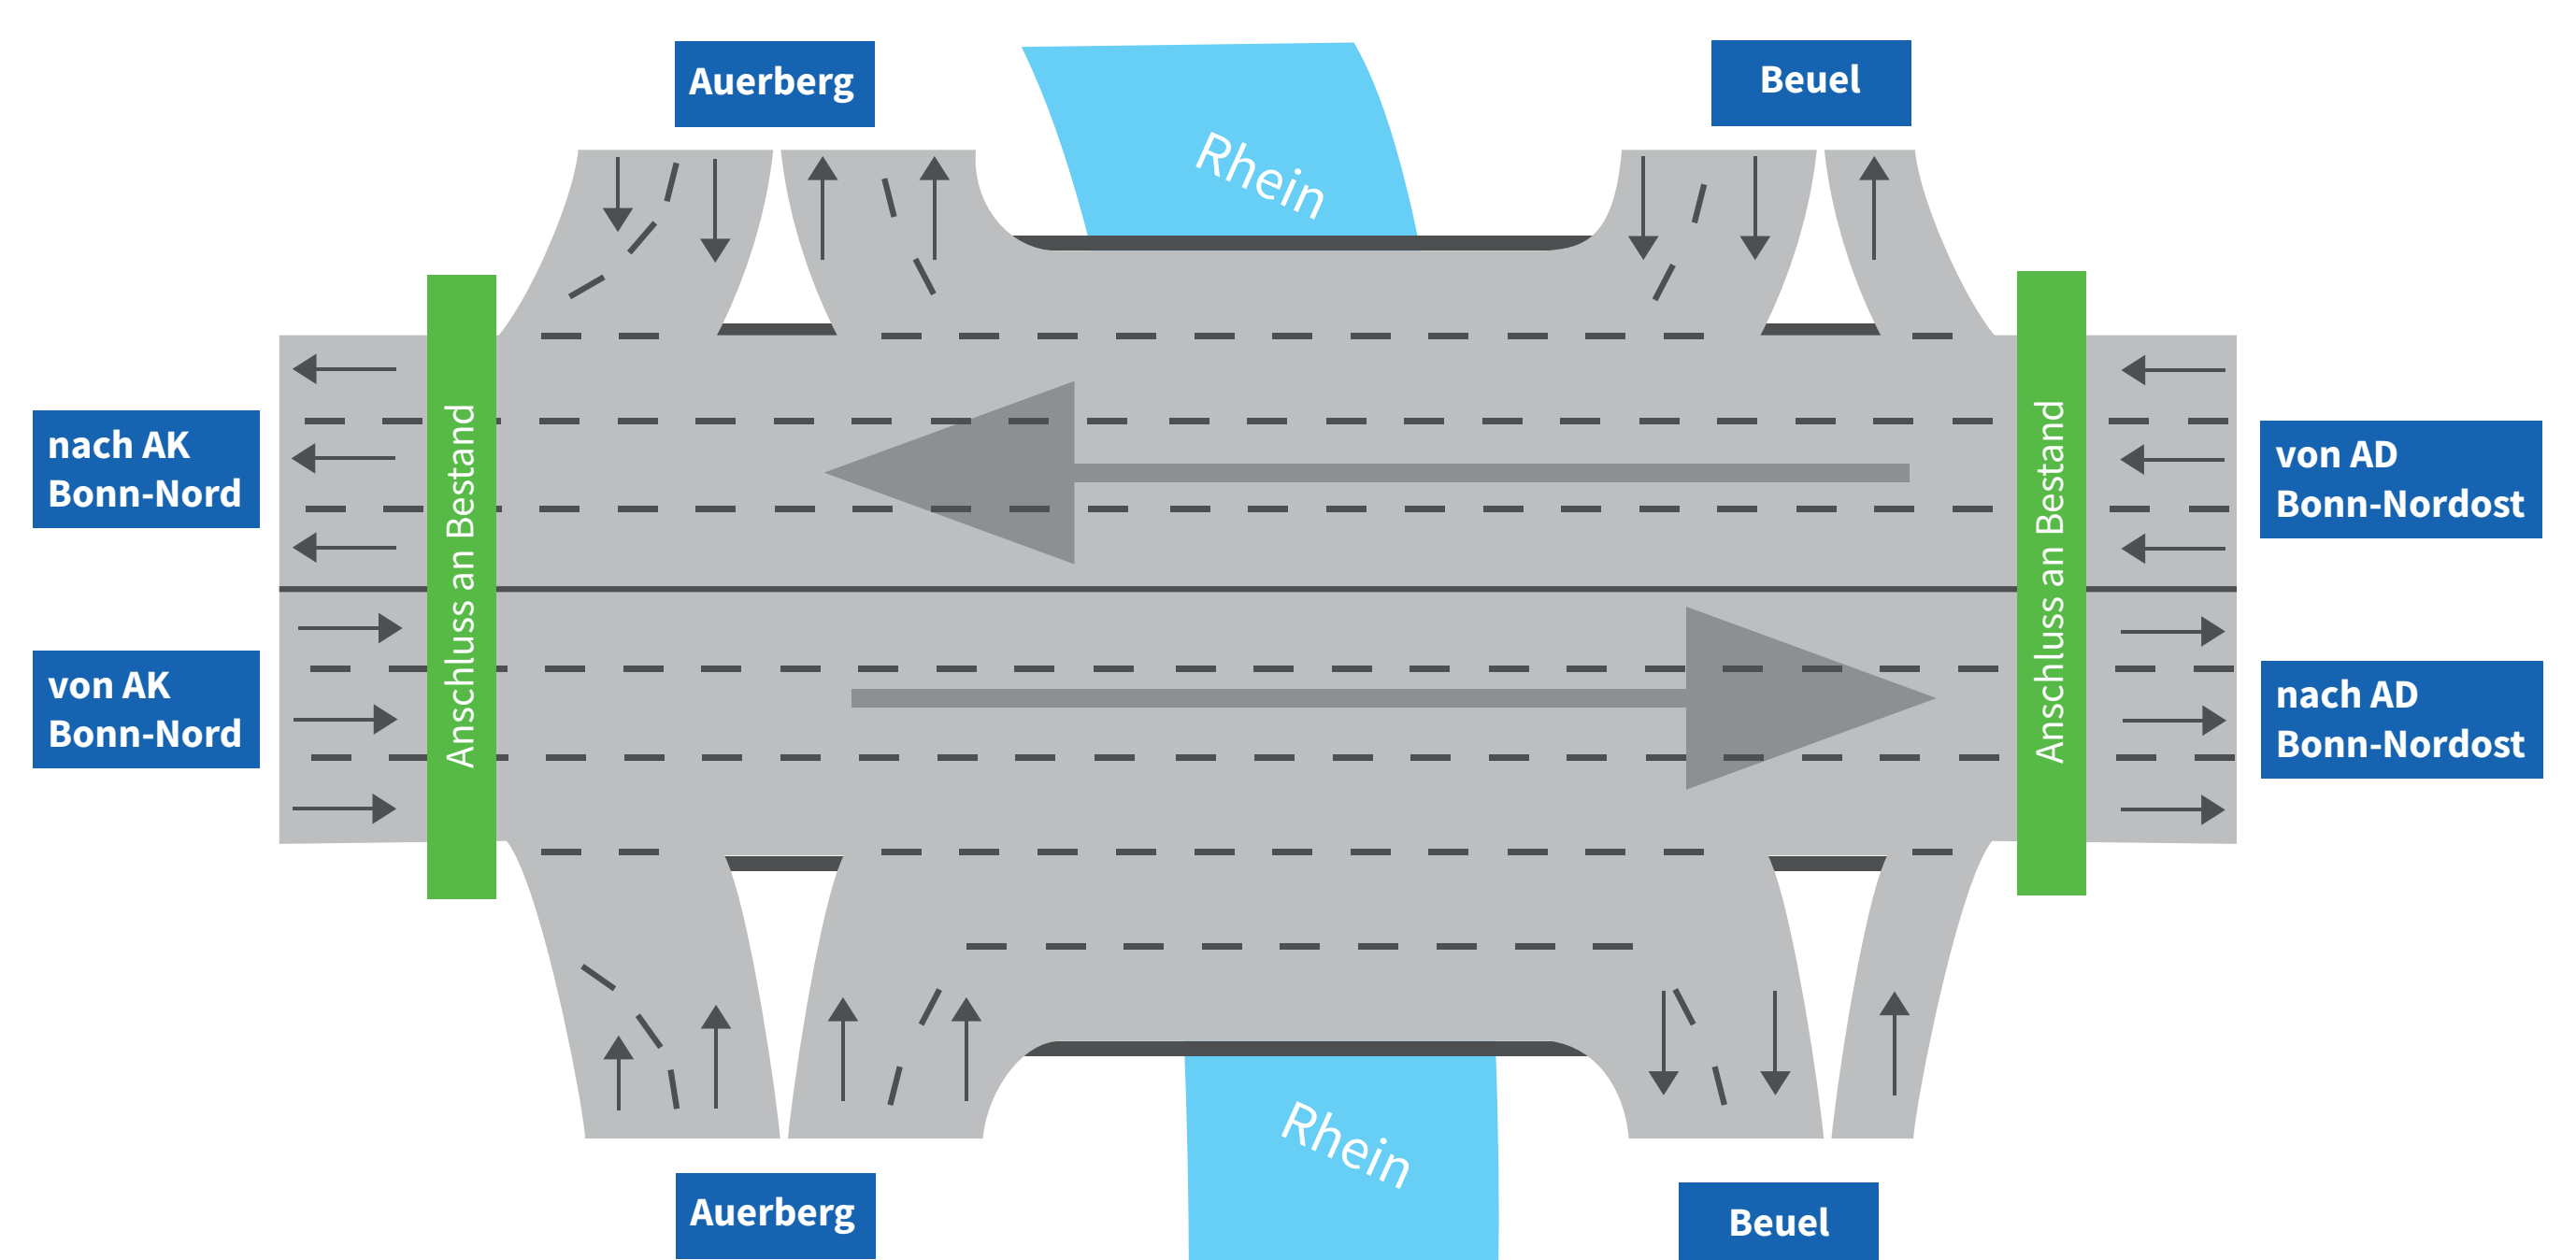 Auerberg
Beuel
Rhein
nach AK
Bonn-Nord
Anschluss an Bestand
Anschluss an Bestand
von AD
Bonn-Nordost
von AK
Bonn-Nord
nach AD
Bonn-Nordost
Rhein
Auerberg
Beuel